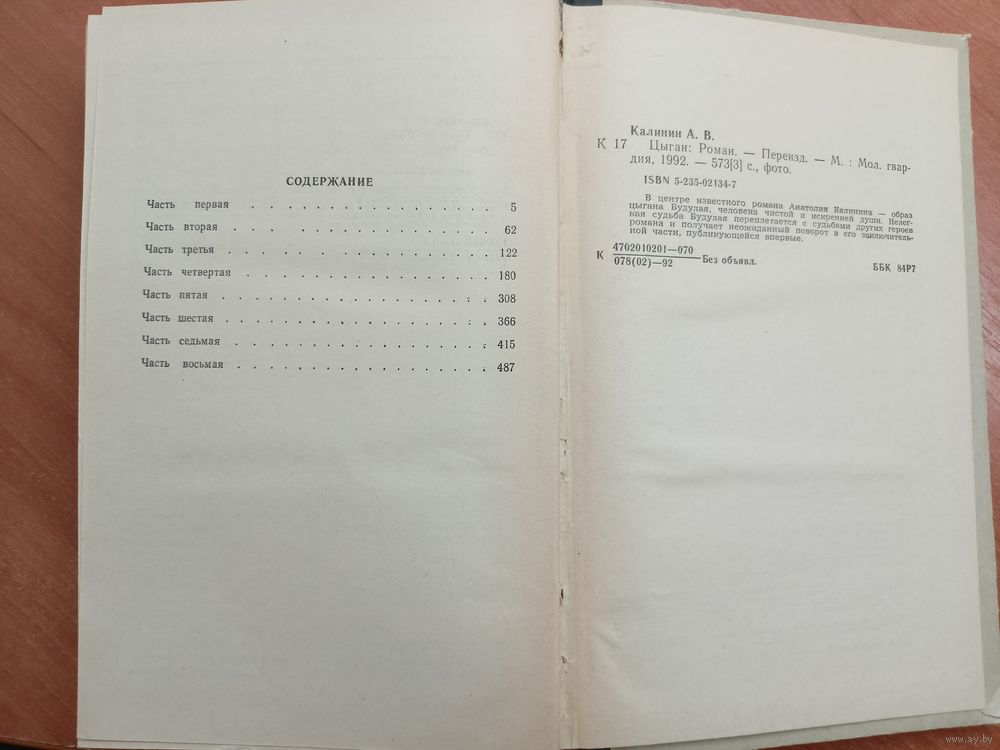 СОДЕРЖАНИЕ
Часть первая . . . . . . . . . . . . . . . . . 5
Часть вторая . . . . . . . . . . . . . . . . . 62
Часть третья . . . . . . . . . . . . . . . . . 122
Часть четвертая . . . . . . . . . . . . . . . . 180
Часть пятая . . . . . . . . . . . . . . . . . 308
Часть шестая . . . . . . . . . . . . . . . . . 366
Часть седьмая . . . . . . . . . . . . . . . . . 415
Часть восьмая . . . . . . . . . . . . . . . . . 487
Калинин А. В.
К 17 Цыган: Роман. — Переизд. — М. : Мол. гвар-
дия, 1992. — 573[3] с., фото.
ISBN 5-235-02134-7
В центре известного романа Анатолия Калинина — образ
цыгана Будулая, человека чистой и искренней души. Нелег-
кая судьба Будулая переплегается с судьбами других героев
романа и получает неожиданный поворот в его заключитель-
ной части, публикующейся впервые.
К 4702010201—070
078(02)—92 Без объявл.
ББК 84Р7
www.ay.by